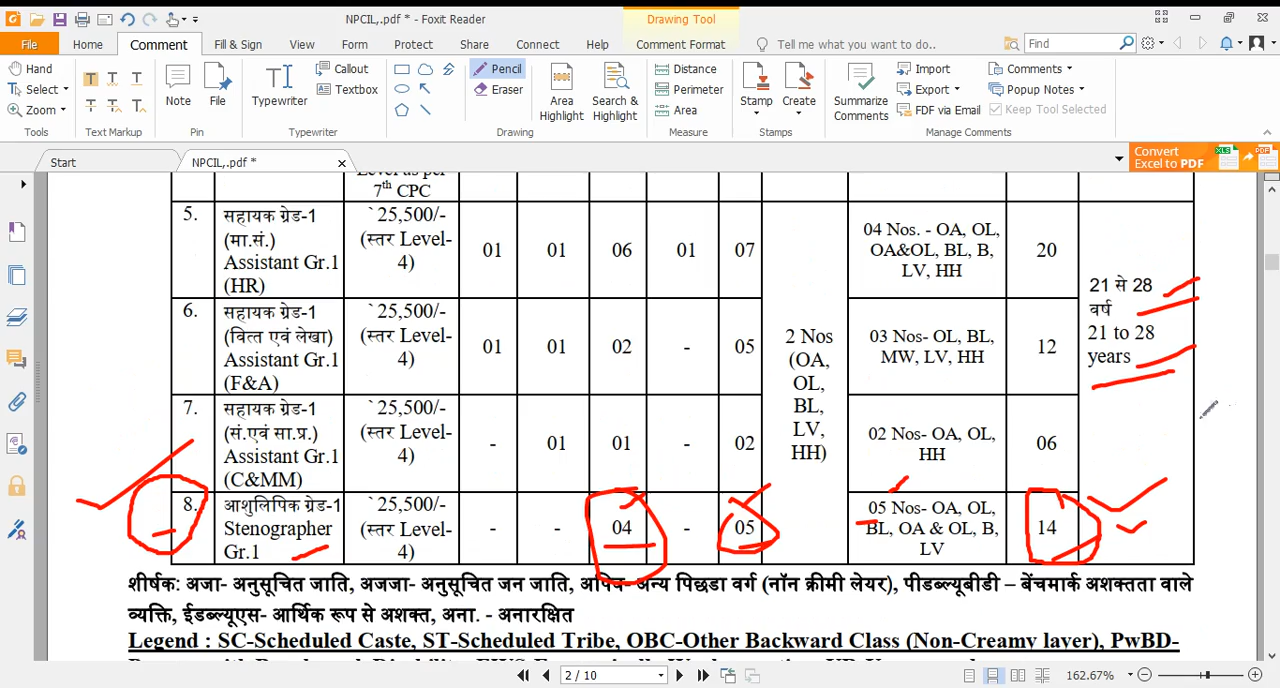 NPCIL,.pdf * - Foxit Reader
Drawing Tool
File Home Comment Fill & Sign View Form Protect Share Connect Help Comment Format Tell me what you want to do.. Find
Hand
Select
Zoom
Tools
Text Markup
Note
File
Pin
Typewriter
Callout
Textbox
Typewriter
Pencil
Eraser
Drawing
Area Highlight
Search & Highlight
Distance
Perimeter
Area
Measure
Stamp
Create
Stamps
Summarize Comments
Import
Export
FDF via Email
Comments
Popup Notes
Keep Tool Selected
Manage Comments
Start
NPCIL,.pdf *
Convert
Excel to PDF
Level as per
7th CPC
5.
सहायक ग्रेड-1
(मा.सं.)
Assistant Gr.1
(HR)
`25,500/-
(स्तर Level-
4)
01 01 06 01 07
04 Nos. - OA, OL,
OA&OL, BL, B,
LV, HH
20
6.
सहायक ग्रेड-1
(वित्त एवं लेखा)
Assistant Gr.1
(F&A)
`25,500/-
(स्तर Level-
4)
01 01 02 - 05
2 Nos
(OA,
OL,
BL,
LV,
HH)
03 Nos- OL, BL,
MW, LV, HH
12
21 से 28
वर्ष
21 to 28
years
7.
सहायक ग्रेड-1
(सं.एवं सा.प्र.)
Assistant Gr.1
(C&MM)
`25,500/-
(स्तर Level-
4)
- 01 01 - 02
02 Nos- OA, OL,
HH
06
8.
आशुलिपिक ग्रेड-1
Stenographer
Gr.1
`25,500/-
(स्तर Level-
4)
- - 04 - 05
05 Nos- OA, OL,
BL, OA & OL, B,
LV
14
शीर्षक: अजा- अनुसूचित जाति, अजजा- अनुसूचित जन जाति, अपिव- अन्य पिछडा वर्ग (नॉन क्रीमी लेयर), पीडब्ल्यूबीडी – बेंचमार्क अशक्तता वाले
व्यक्ति, ईडब्ल्यूएस- आर्थिक रूप से अशक्त, अना. - अनारक्षित
Legend : SC-Scheduled Caste, ST-Scheduled Tribe, OBC-Other Backward Class (Non-Creamy layer), PwBD-
2 / 10
162.67%